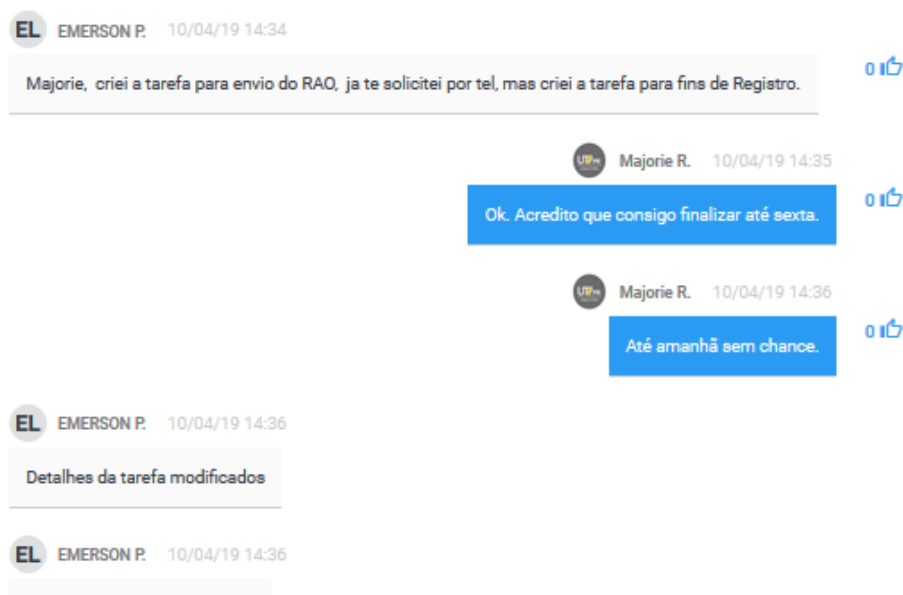 EL EMERSON P. 10/04/19 14:34
Majorie, criei a tarefa para envio do RAO, ja te solicitei por tel, mas criei a tarefa para fins de Registro.
0
Majorie R. 10/04/19 14:35
Ok. Acredito que consigo finalizar até sexta.
0
Majorie R. 10/04/19 14:36
Até amanhã sem chance.
0
EL EMERSON P. 10/04/19 14:36
Detalhes da tarefa modificados
EL EMERSON P. 10/04/19 14:36